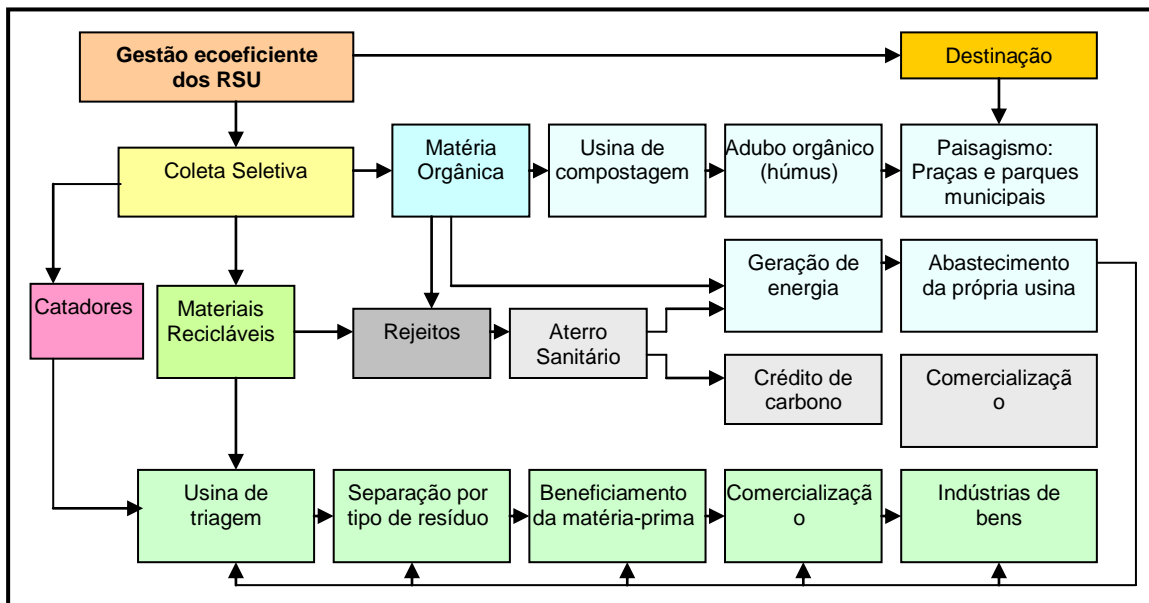 Gestão ecoeficiente
dos RSU
Destinação
Coleta Seletiva
Matéria
Orgânica
Usina de
compostagem
Adubo orgânico
(húmus)
Paisagismo:
Praças e parques
municipais
Catadores
Materiais
Recicláveis
Rejeitos
Aterro
Sanitário
Geração de
energia
Abastecimento
da própria usina
Crédito de
carbono
Comercializaçã
o
Usina de
triagem
Separação por
tipo de resíduo
Beneficiamento
da matéria-prima
Comercializaçã
o
Indústrias de
bens